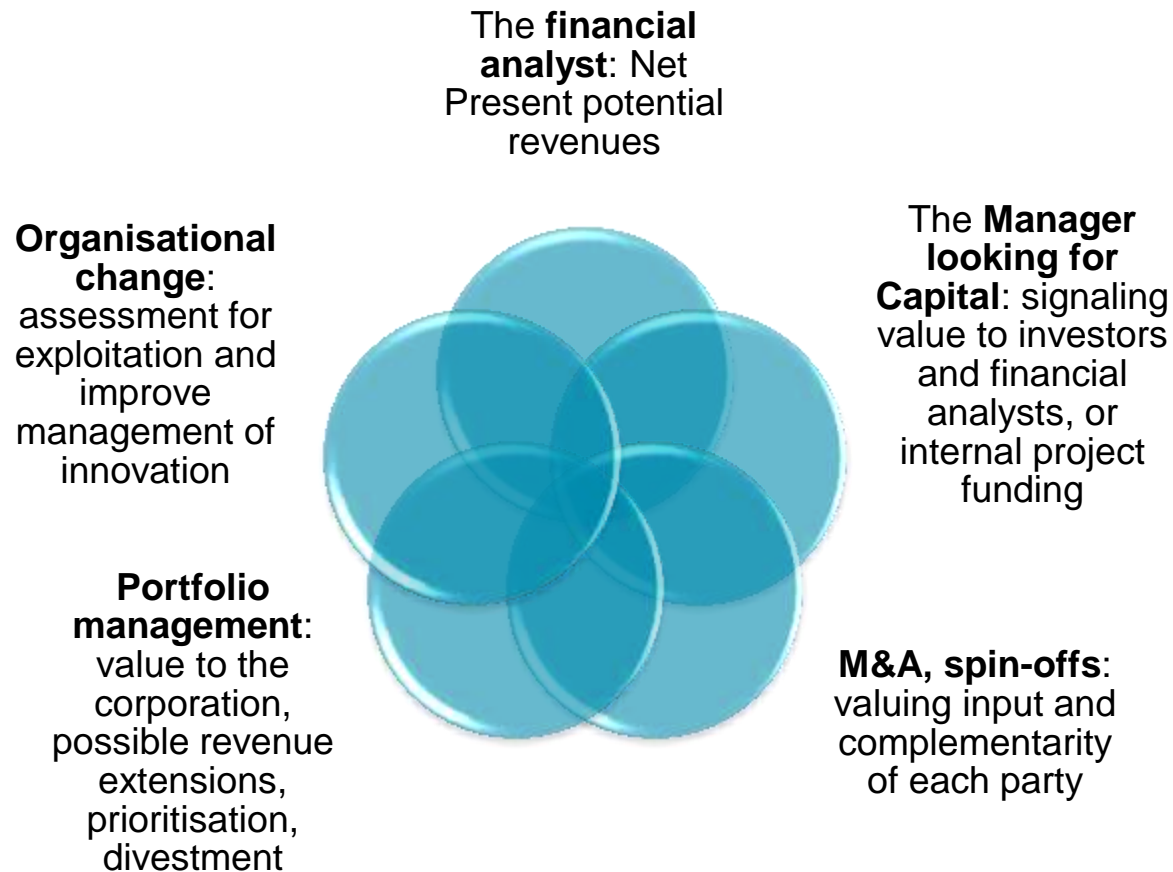 The financial
analyst: Net
Present potential
revenues
The Manager
looking for
Capital: signaling
value to investors
and financial
analysts, or
internal project
funding
M&A, spin-offs:
valuing input and
complementarity
of each party
Portfolio
management:
value to the
corporation,
possible revenue
extensions,
prioritisation,
divestment
Organisational
change:
assessment for
exploitation and
improve
management of
innovation